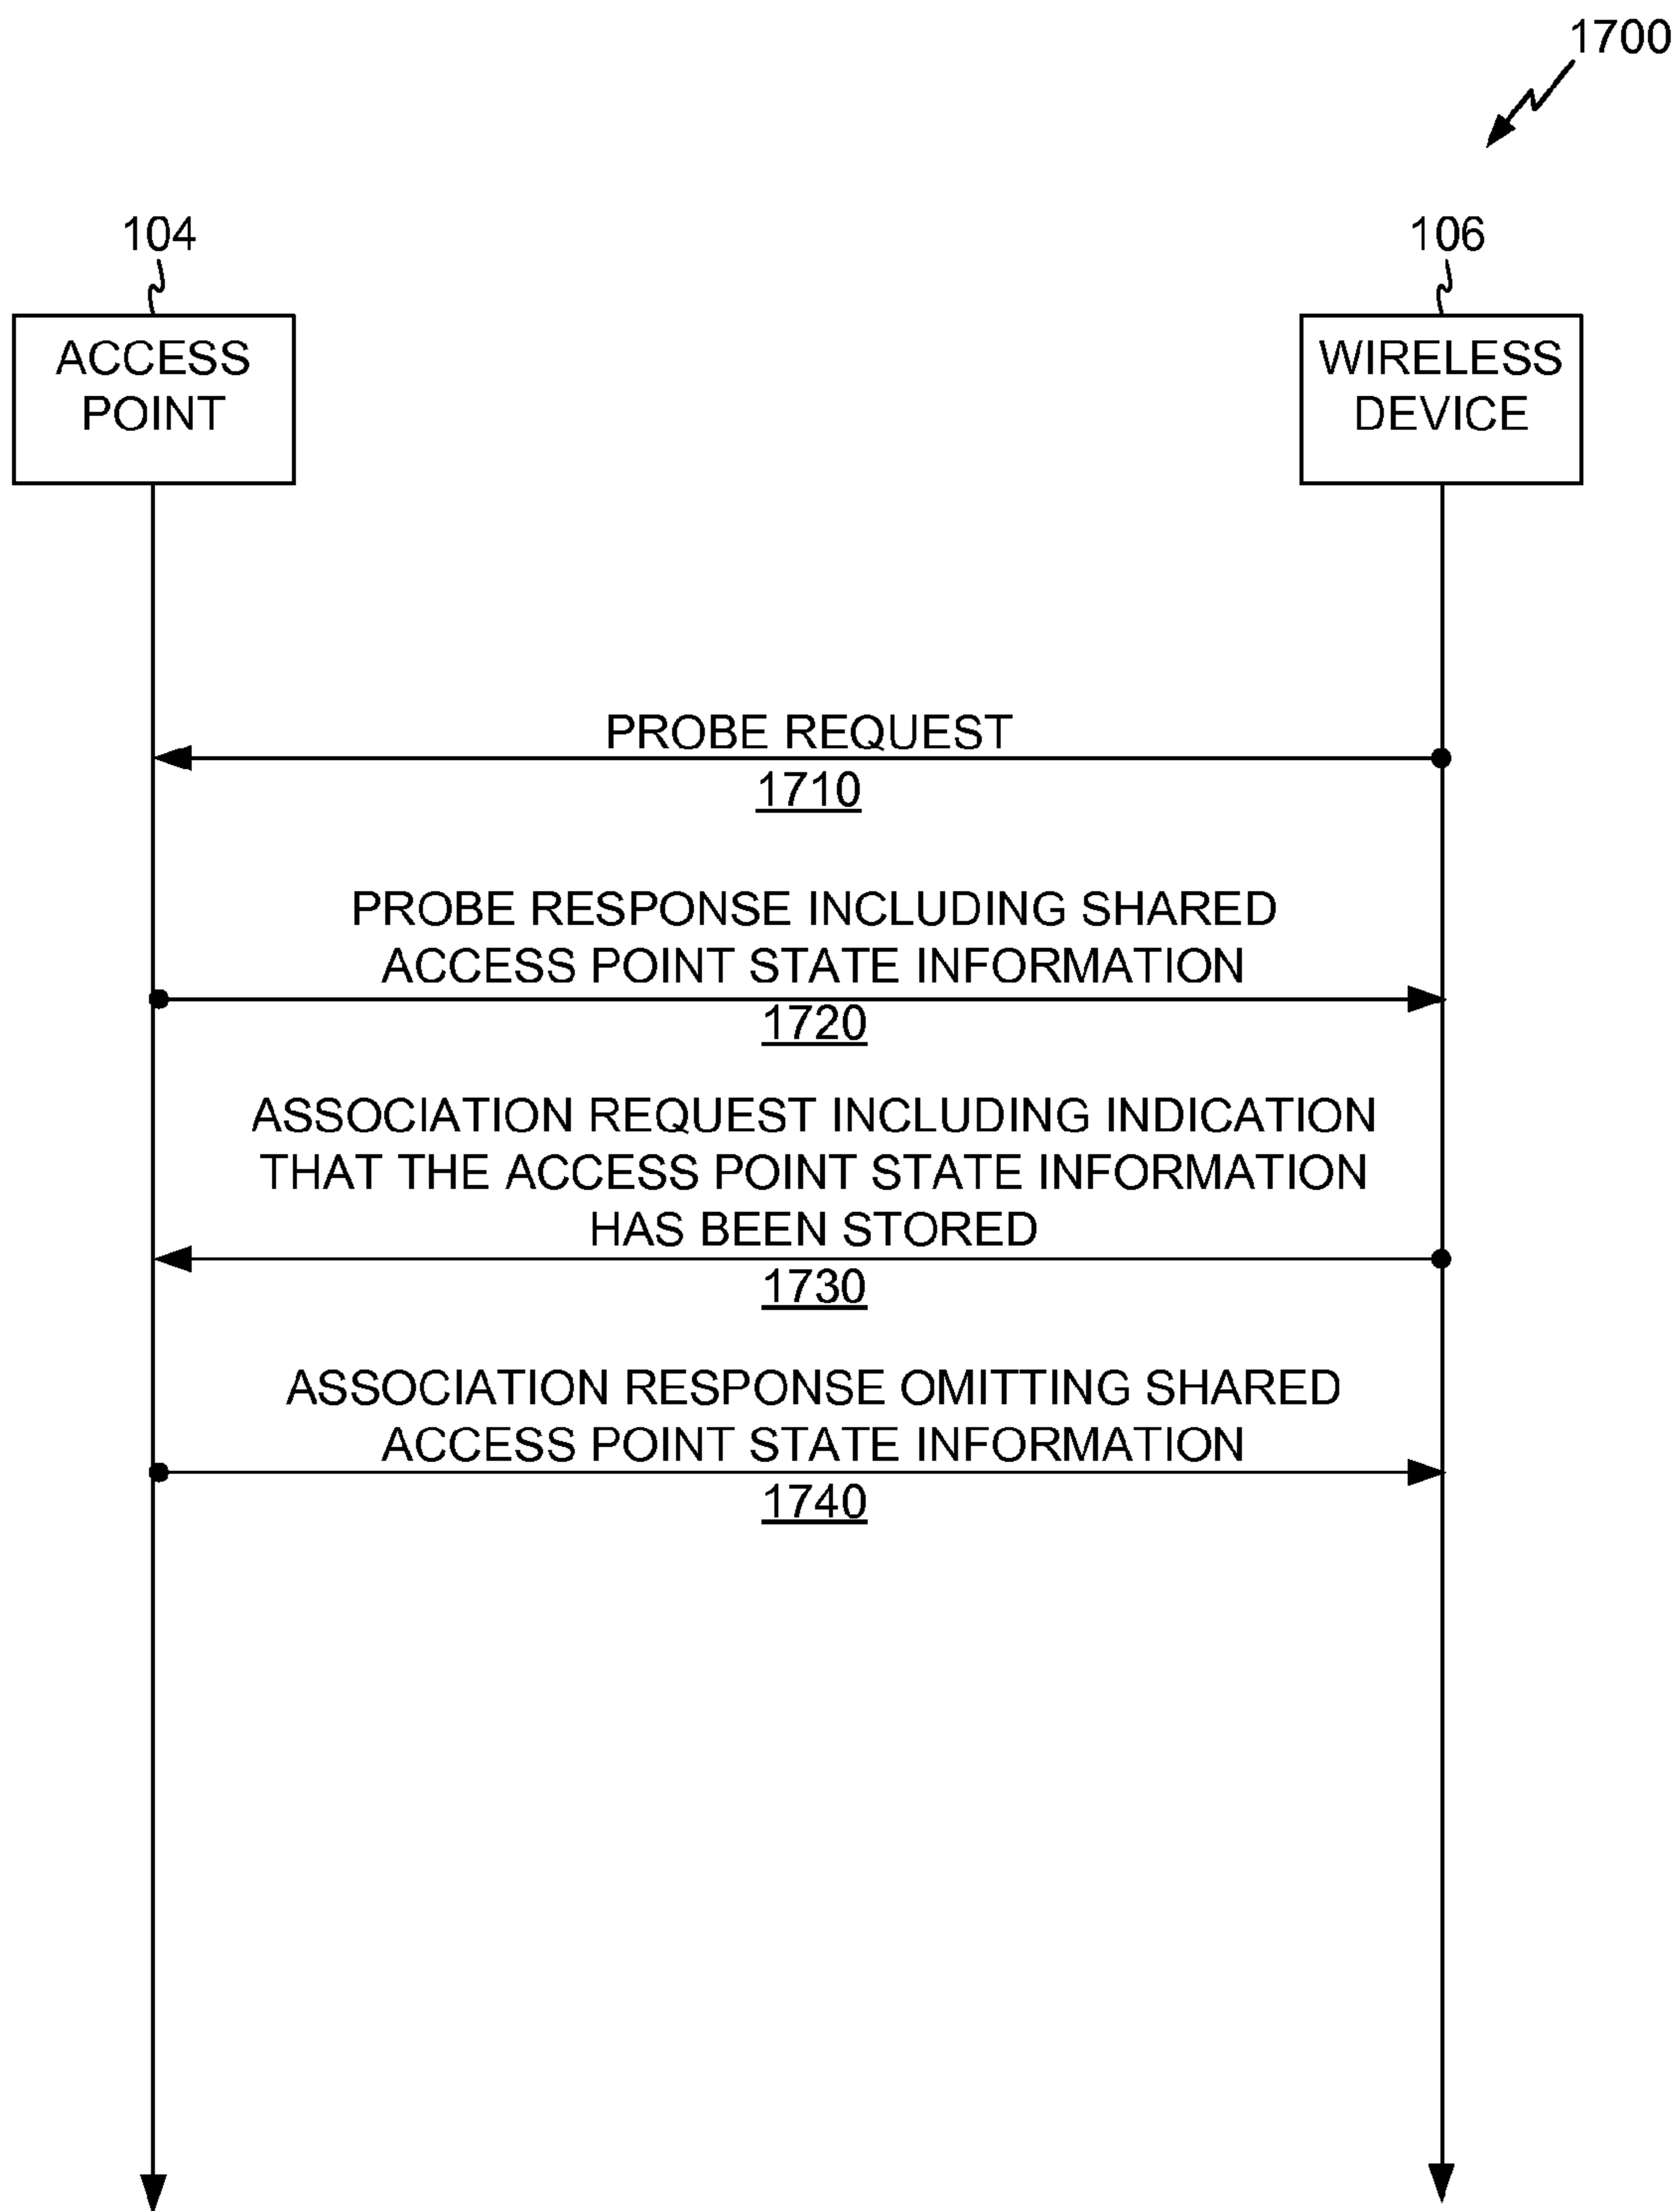 1700
104
106
ACCESS
POINT
WIRELESS
DEVICE
PROBE REQUEST
1710
PROBE RESPONSE INCLUDING SHARED
ACCESS POINT STATE INFORMATION
1720
ASSOCIATION REQUEST INCLUDING INDICATION
THAT THE ACCESS POINT STATE INFORMATION
HAS BEEN STORED
1730
ASSOCIATION RESPONSE OMITTING SHARED
ACCESS POINT STATE INFORMATION
1740